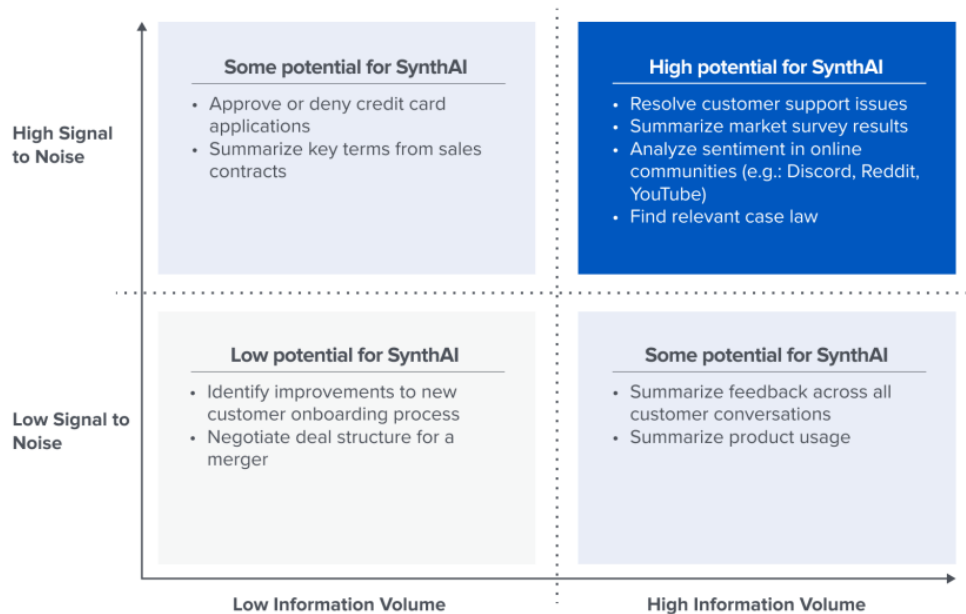 High Signal
to Noise
Some potential for SynthAI
• Approve or deny credit card
applications
• Summarize key terms from sales
contracts
High potential for SynthAI
• Resolve customer support issues
• Summarize market survey results
• Analyze sentiment in online
communities (e.g.: Discord, Reddit,
YouTube)
• Find relevant case law
Low Signal to
Noise
Low potential for SynthAI
• Identify improvements to new
customer onboarding process
• Negotiate deal structure for a
merger
Some potential for SynthAI
• Summarize feedback across all
customer conversations
• Summarize product usage
Low Information Volume
High Information Volume